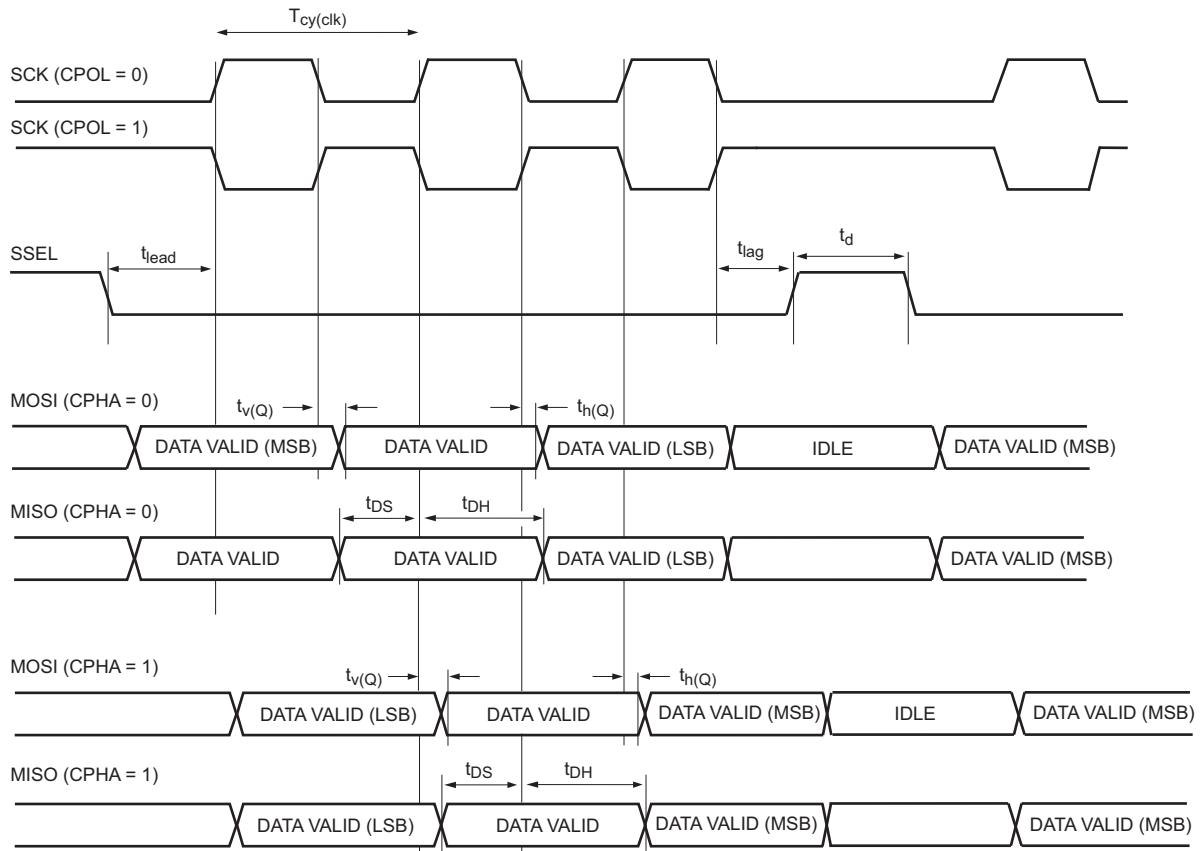 Tcy(clk)
SCK (CPOL = 0)
SCK (CPOL = 1)
SSEL
tlead
tlag
td
MOSI (CPHA = 0)
tv(Q)
th(Q)
DATA VALID (MSB)
DATA VALID
DATA VALID (LSB)
IDLE
DATA VALID (MSB)
MISO (CPHA = 0)
tDS
tDH
DATA VALID
DATA VALID
DATA VALID (LSB)
DATA VALID (MSB)
MOSI (CPHA = 1)
tv(Q)
th(Q)
DATA VALID (LSB)
DATA VALID
DATA VALID (MSB)
IDLE
DATA VALID (MSB)
MISO (CPHA = 1)
tDS
tDH
DATA VALID (LSB)
DATA VALID
DATA VALID (MSB)
DATA VALID (MSB)